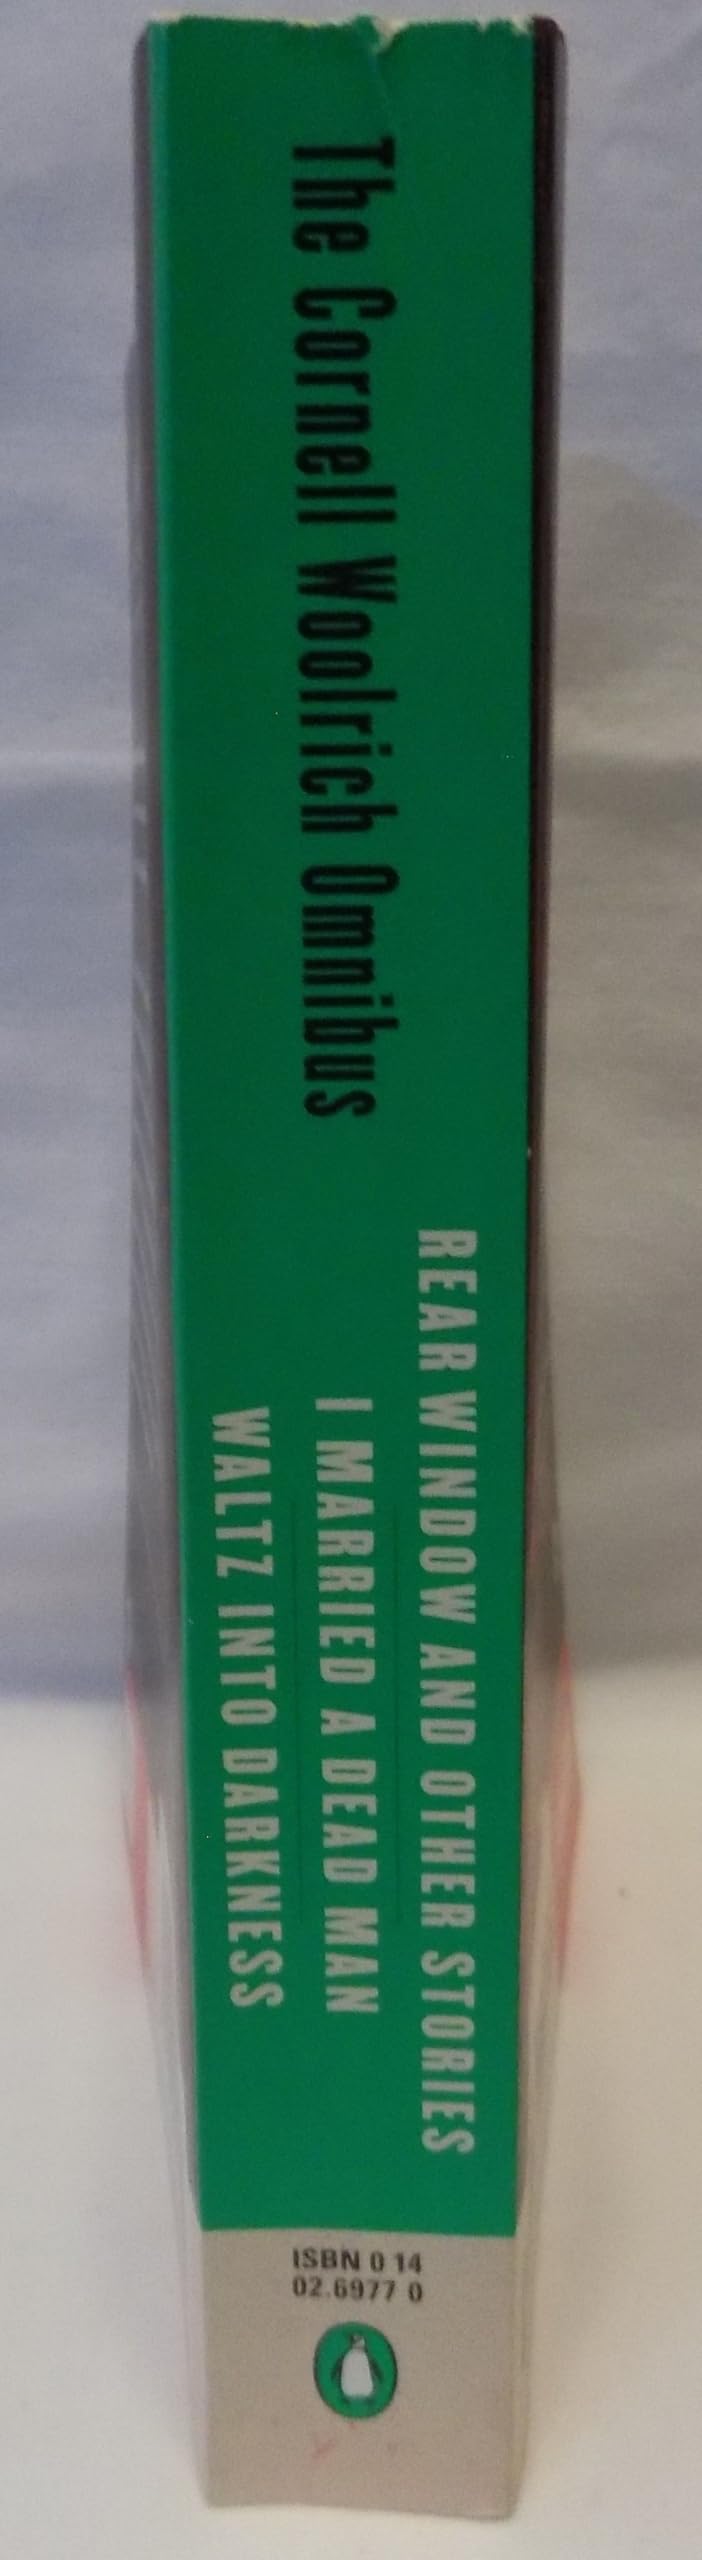 The Cornell Woolrich Omnibus
REAR WINDOW AND OTHER STORIES
I MARRIED A DEAD MAN
WALTZ INTO DARKNESS
ISBN 0 14
02.6977 0